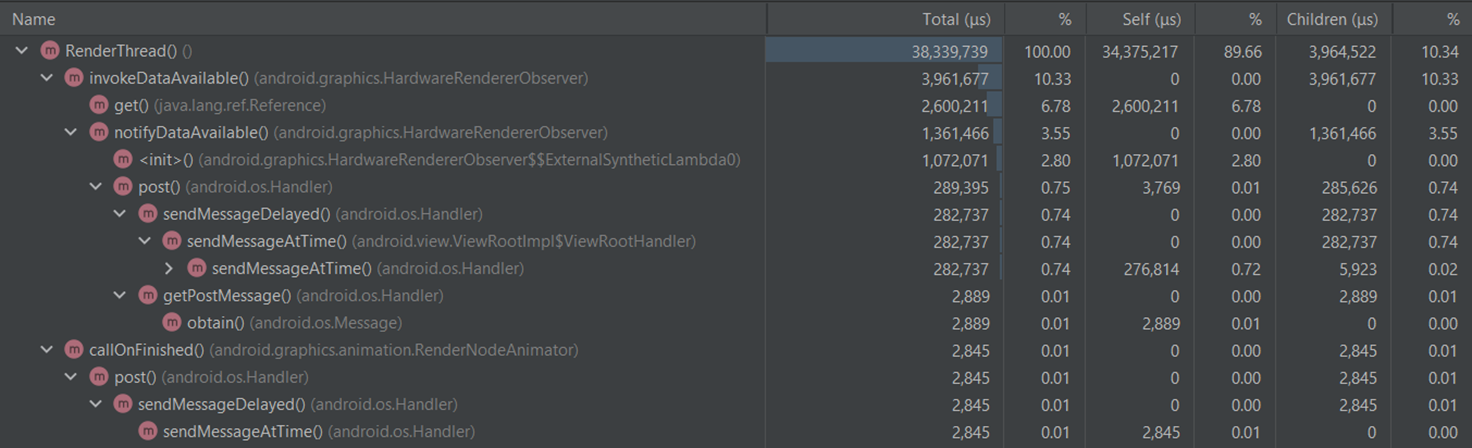 Name Total (μs) % Self (μs) % Children (μs) %
m RenderThread() () 38,339,739 100.00 34,375,217 89.66 3,964,522 10.34
m invokeDataAvailable() (android.graphics.HardwareRendererObserver) 3,961,677 10.33 0 0.00 3,961,677 10.33
m get() (java.lang.ref.Reference) 2,600,211 6.78 2,600,211 6.78 0 0.00
m notifyDataAvailable() (android.graphics.HardwareRendererObserver) 1,361,466 3.55 0 0.00 1,361,466 3.55
m <init>() (android.graphics.HardwareRendererObserver$$ExternalSyntheticLambda0) 1,072,071 2.80 1,072,071 2.80 0 0.00
m post() (android.os.Handler) 289,395 0.75 3,769 0.01 285,626 0.74
m sendMessageDelayed() (android.os.Handler) 282,737 0.74 0 0.00 282,737 0.74
m sendMessageAtTime() (android.view.ViewRootImpl$ViewRootHandler) 282,737 0.74 0 0.00 282,737 0.74
m sendMessageAtTime() (android.os.Handler) 282,737 0.74 276,814 0.72 5,923 0.02
m getPostMessage() (android.os.Handler) 2,889 0.01 0 0.00 2,889 0.01
m obtain() (android.os.Message) 2,889 0.01 2,889 0.01 0 0.00
m callOnFinished() (android.graphics.animation.RenderNodeAnimator) 2,845 0.01 0 0.00 2,845 0.01
m post() (android.os.Handler) 2,845 0.01 0 0.00 2,845 0.01
m sendMessageDelayed() (android.os.Handler) 2,845 0.01 0 0.00 2,845 0.01
m sendMessageAtTime() (android.os.Handler) 2,845 0.01 2,845 0.01 0 0.00